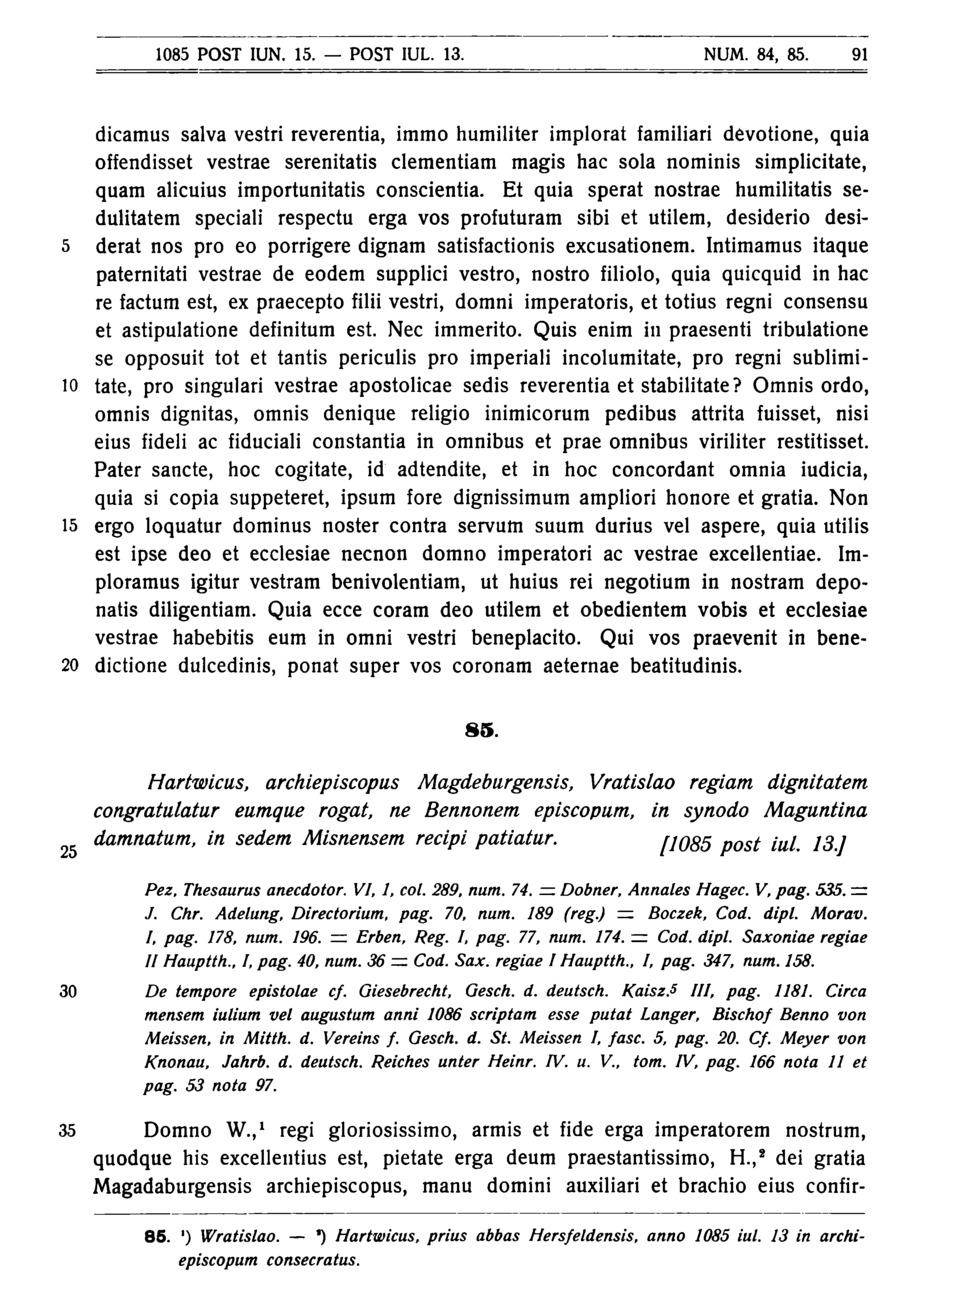 1085 POST IUN. 15. — POST IUL. 13. NUM. 84, 85. 91
dicamus salva vestri reverentia, immo humiliter implorat familiari devotione, quia
offendisset vestrae serenitatis clementiam magis hac sola nominis simplicitate,
quam alicuius importunitatis conscientia. Et quia sperat nostrae humilitatis se-
dulitatem speciali respectu erga vos profuturam sibi et utilem, desiderio desi-
5 derat nos pro eo porrigere dignam satisfactionis excusationem. Intimamus itaque
paternitati vestrae de eodem supplici vestro, nostro filiolo, quia quicquid in hac
re factum est, ex praecepto filii vestri, domni imperatoris, et totius regni consensu
et astipulatione definitum est. Nec immerito. Quis enim in praesenti tribulatione
se opposuit tot et tantis periculis pro imperiali incolumitate, pro regni sublimi-
10 tate, pro singulari vestrae apostolicae sedis reverentia et stabilitate? Omnis ordo,
omnis dignitas, omnis denique religio inimicorum pedibus attrita fuisset, nisi
eius fideli ac fiduciali constantia in omnibus et prae omnibus viriliter restitisset.
Pater sancte, hoc cogitate, id adtendite, et in hoc concordant omnia iudicia,
quia si copia suppeteret, ipsum fore dignissimum ampliori honore et gratia. Non
15 ergo loquatur dominus noster contra servum suum durius vel aspere, quia utilis
est ipse deo et ecclesiae necnon domno imperatori ac vestrae excellentiae. Im-
ploramus igitur vestram benivolentiam, ut huius rei negotium in nostram depo-
natis diligentiam. Quia ecce coram deo utilem et obedientem vobis et ecclesiae
vestrae habebitis eum in omni vestri beneplacito. Qui vos praevenit in bene-
20 dictione dulcedinis, ponat super vos coronam aeternae beatitudinis.
85.
Hartwicus, archiepiscopus Magdeburgensis, Vratislao regiam dignitatem
congratulatur eumque rogat, ne Bennonem episcopum, in synodo Maguntina
25 damnatum, in sedem Misnensem recipi patiatur. [1085 post iul. 13.]
Pez, Thesaurus anecdotor. VI, 1, col. 289, num. 74. = Dobner, Annales Hagec. V, pag. 535. =
J. Chr. Adelung, Directorium, pag. 70, num. 189 (reg.) = Boczek, Cod. dipl. Morav.
I, pag. 178, num. 196. = Erben, Reg. I, pag. 77, num. 174. = Cod. dipl. Saxoniae regiae
II Hauptth., I, pag. 40, num. 36 = Cod. Sax. regiae I Hauptth., I, pag. 347, num. 158.
30 De tempore epistolae cf. Giesebrecht, Gesch. d. deutsch. Kaisz.⁵ III, pag. 1181. Circa
mensem iulium vel augustum anni 1086 scriptam esse putat Langer, Bischof Benno von
Meissen, in Mitth. d. Vereins f. Gesch. d. St. Meissen I, fasc. 5, pag. 20. Cf. Meyer von
Knonau, Jahrb. d. deutsch. Reiches unter Heinr. IV. u. V., tom. IV, pag. 166 nota 11 et
pag. 53 nota 97.
35 Domno W.,¹ regi gloriosissimo, armis et fide erga imperatorem nostrum,
quodque his excellentius est, pietate erga deum praestantissimo, H.,² dei gratia
Magadaburgensis archiepiscopus, manu domini auxiliari et brachio eius confir-
85. ¹) Wratislao. — ²) Hartwicus, prius abbas Hersfeldensis, anno 1085 iul. 13 in archi-
episcopum consecratus.